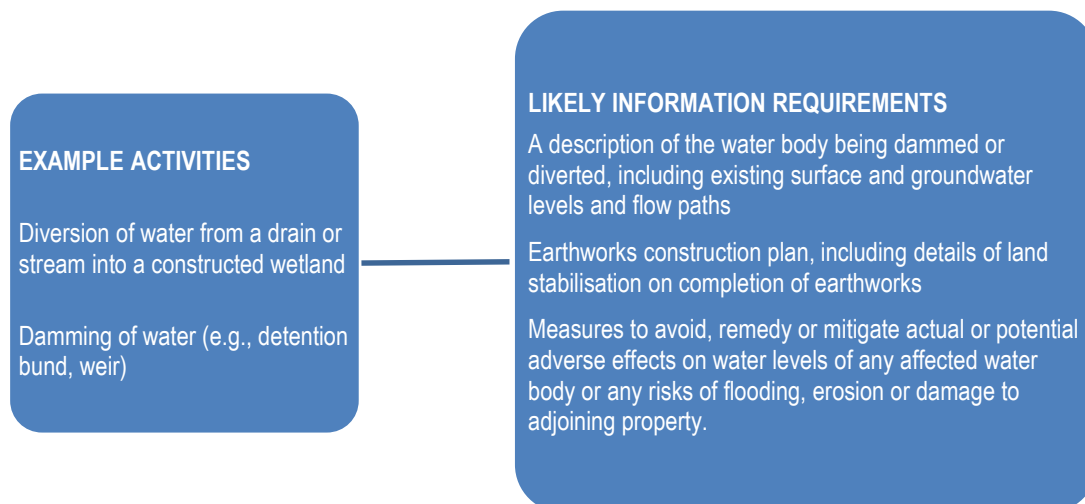 EXAMPLE ACTIVITIES
Diversion of water from a drain or
stream into a constructed wetland
Damming of water (e.g., detention
bund, weir)
LIKELY INFORMATION REQUIREMENTS
A description of the water body being dammed or
diverted, including existing surface and groundwater
levels and flow paths
Earthworks construction plan, including details of land
stabilisation on completion of earthworks
Measures to avoid, remedy or mitigate actual or potential
adverse effects on water levels of any affected water
body or any risks of flooding, erosion or damage to
adjoining property.